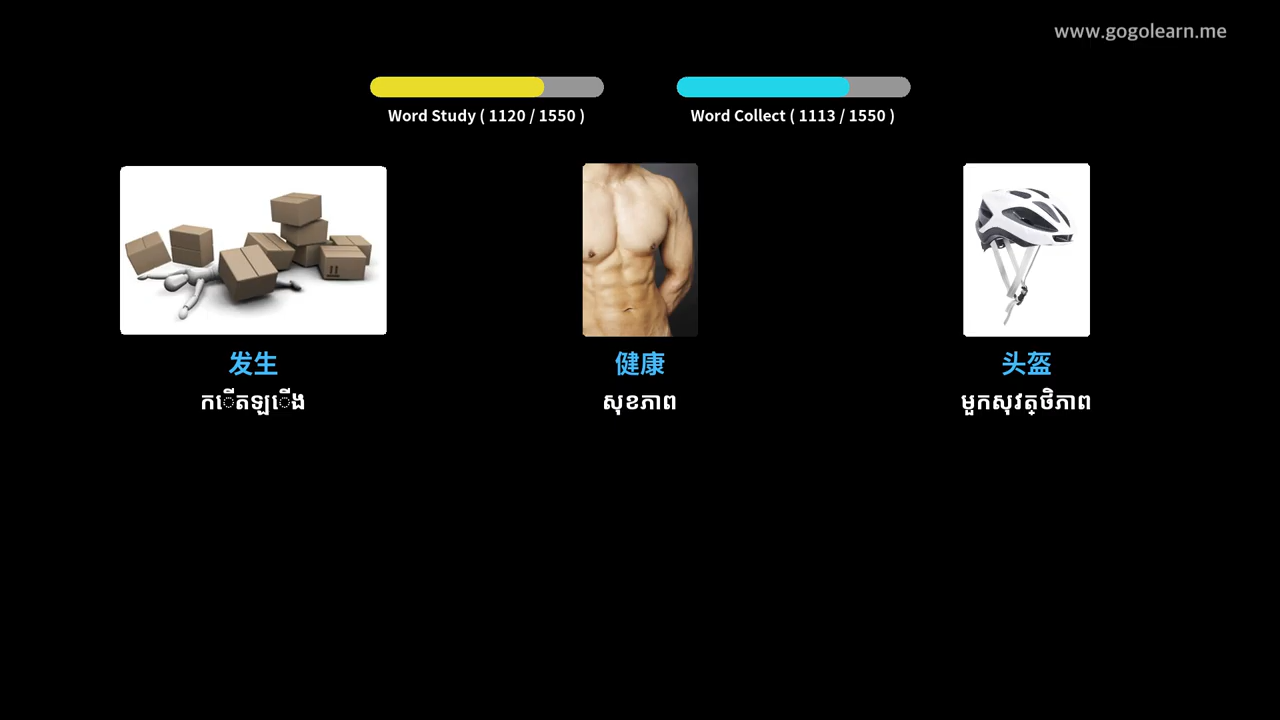 www.gogolearn.me
Word Study ( 1120 / 1550 )
Word Collect ( 1113 / 1550 )
发生
健康
头盔
កើតឡើង
សុខភាព
មួកសុវត្ថិភាព